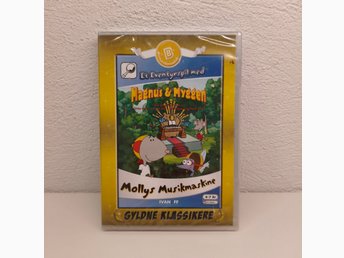 B
Et Eventyrspil med
Magnus & Myggen
Mollys Musikmaskine
GYLDNE KLASSIKERE